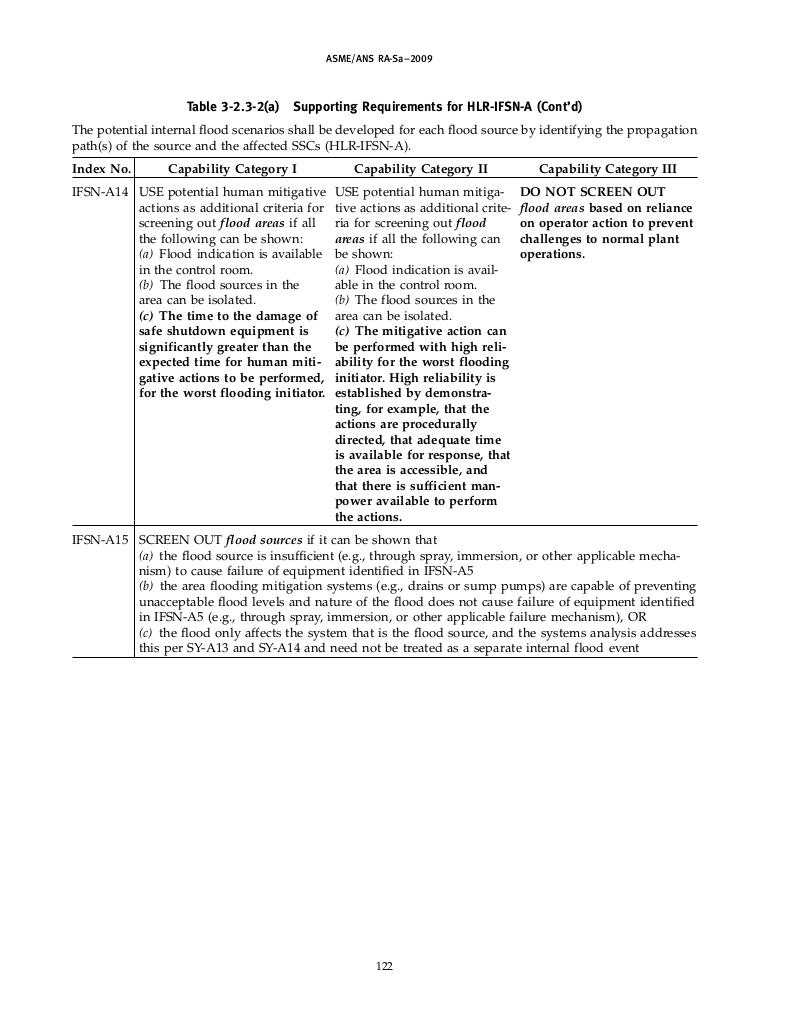 ASME/ANS RA-Sa–2009
Table 3-2.3-2(a) Supporting Requirements for HLR-IFSN-A (Cont'd)
The potential internal flood scenarios shall be developed for each flood source by identifying the propagation
path(s) of the source and the affected SSCs (HLR-IFSN-A).
Index No. Capability Category I Capability Category II Capability Category III
IFSN-A14
USE potential human mitigative
actions as additional criteria for
screening out flood areas if all
the following can be shown:
(a) Flood indication is available
in the control room.
(b) The flood sources in the
area can be isolated.
(c) The time to the damage of
safe shutdown equipment is
significantly greater than the
expected time for human miti-
gative actions to be performed,
for the worst flooding initiator.
USE potential human mitiga-
tive actions as additional crite-
ria for screening out flood
areas if all the following can
be shown:
(a) Flood indication is avail-
able in the control room.
(b) The flood sources in the
area can be isolated.
(c) The mitigative action can
be performed with high reli-
ability for the worst flooding
initiator. High reliability is
established by demonstra-
ting, for example, that the
actions are procedurally
directed, that adequate time
is available for response, that
the area is accessible, and
that there is sufficient man-
power available to perform
the actions.
DO NOT SCREEN OUT
flood areas based on reliance
on operator action to prevent
challenges to normal plant
operations.
IFSN-A15
SCREEN OUT flood sources if it can be shown that
(a) the flood source is insufficient (e.g., through spray, immersion, or other applicable mecha-
nism) to cause failure of equipment identified in IFSN-A5
(b) the area flooding mitigation systems (e.g., drains or sump pumps) are capable of preventing
unacceptable flood levels and nature of the flood does not cause failure of equipment identified
in IFSN-A5 (e.g., through spray, immersion, or other applicable failure mechanism), OR
(c) the flood only affects the system that is the flood source, and the systems analysis addresses
this per SY-A13 and SY-A14 and need not be treated as a separate internal flood event
122